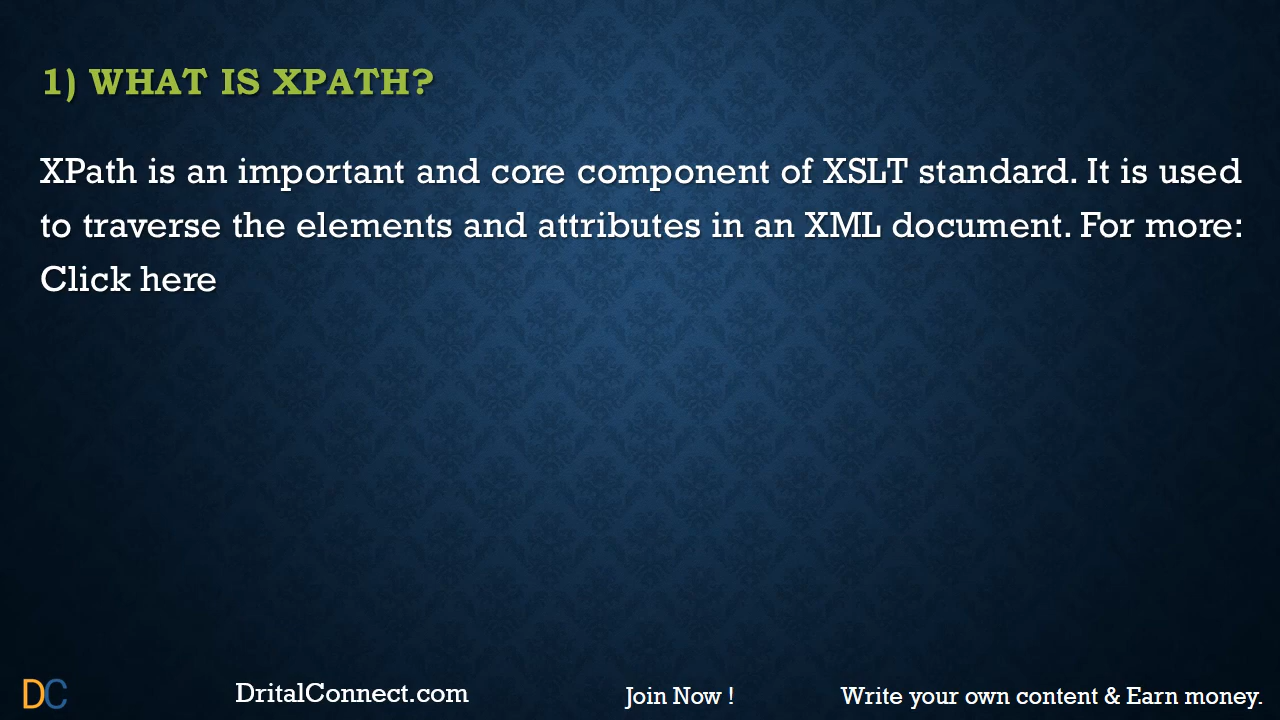 1) WHAT IS XPATH?
XPath is an important and core component of XSLT standard. It is used
to traverse the elements and attributes in an XML document. For more:
Click here
DC
DritalConnect.com
Join Now !
Write your own content & Earn money.